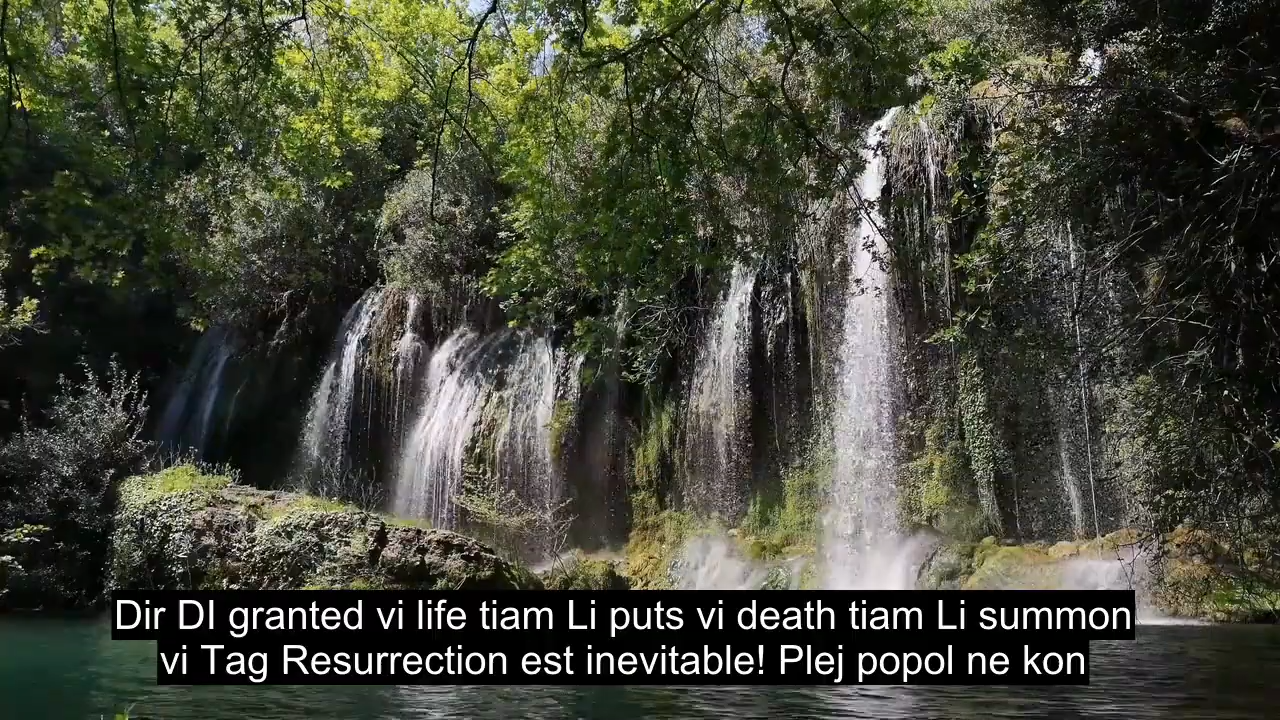 Dir DI granted vi life tiam Li puts vi death tiam Li summon
vi Tag Resurrection est inevitable! Plej popol ne kon